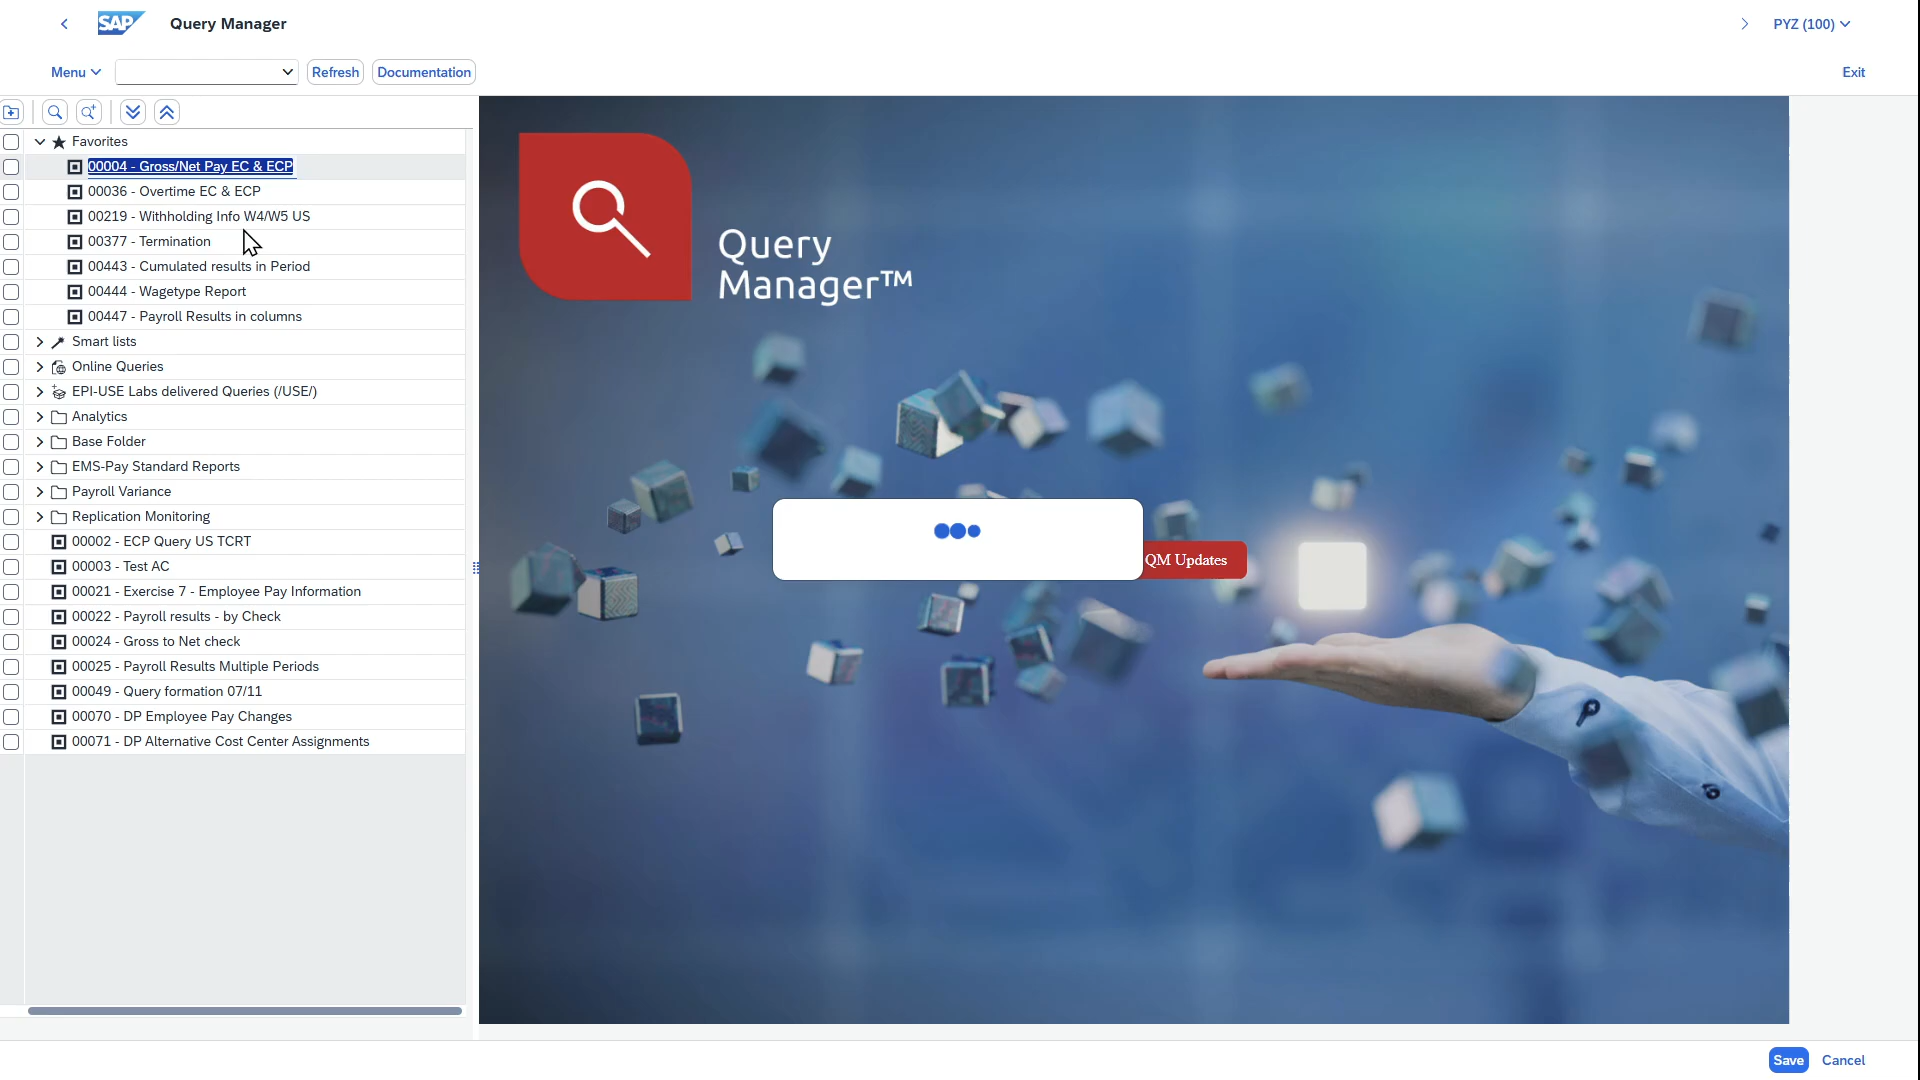 SAP Query Manager PYZ (100)
Menu Refresh Documentation Exit
Favorites
00004 - Gross/Net Pay EC & ECP
00036 - Overtime EC & ECP
00219 - Withholding Info W4/W5 US
00377 - Termination
00443 - Cumulated results in Period
00444 - Wagetype Report
00447 - Payroll Results in columns
Smart lists
Online Queries
EPI-USE Labs delivered Queries (/USE/)
Analytics
Base Folder
EMS-Pay Standard Reports
Payroll Variance
Replication Monitoring
00002 - ECP Query US TCRT
00003 - Test AC
00021 - Exercise 7 - Employee Pay Information
00022 - Payroll results - by Check
00024 - Gross to Net check
00025 - Payroll Results Multiple Periods
00049 - Query formation 07/11
00070 - DP Employee Pay Changes
00071 - DP Alternative Cost Center Assignments
Query
Manager™
QM Updates
Save Cancel